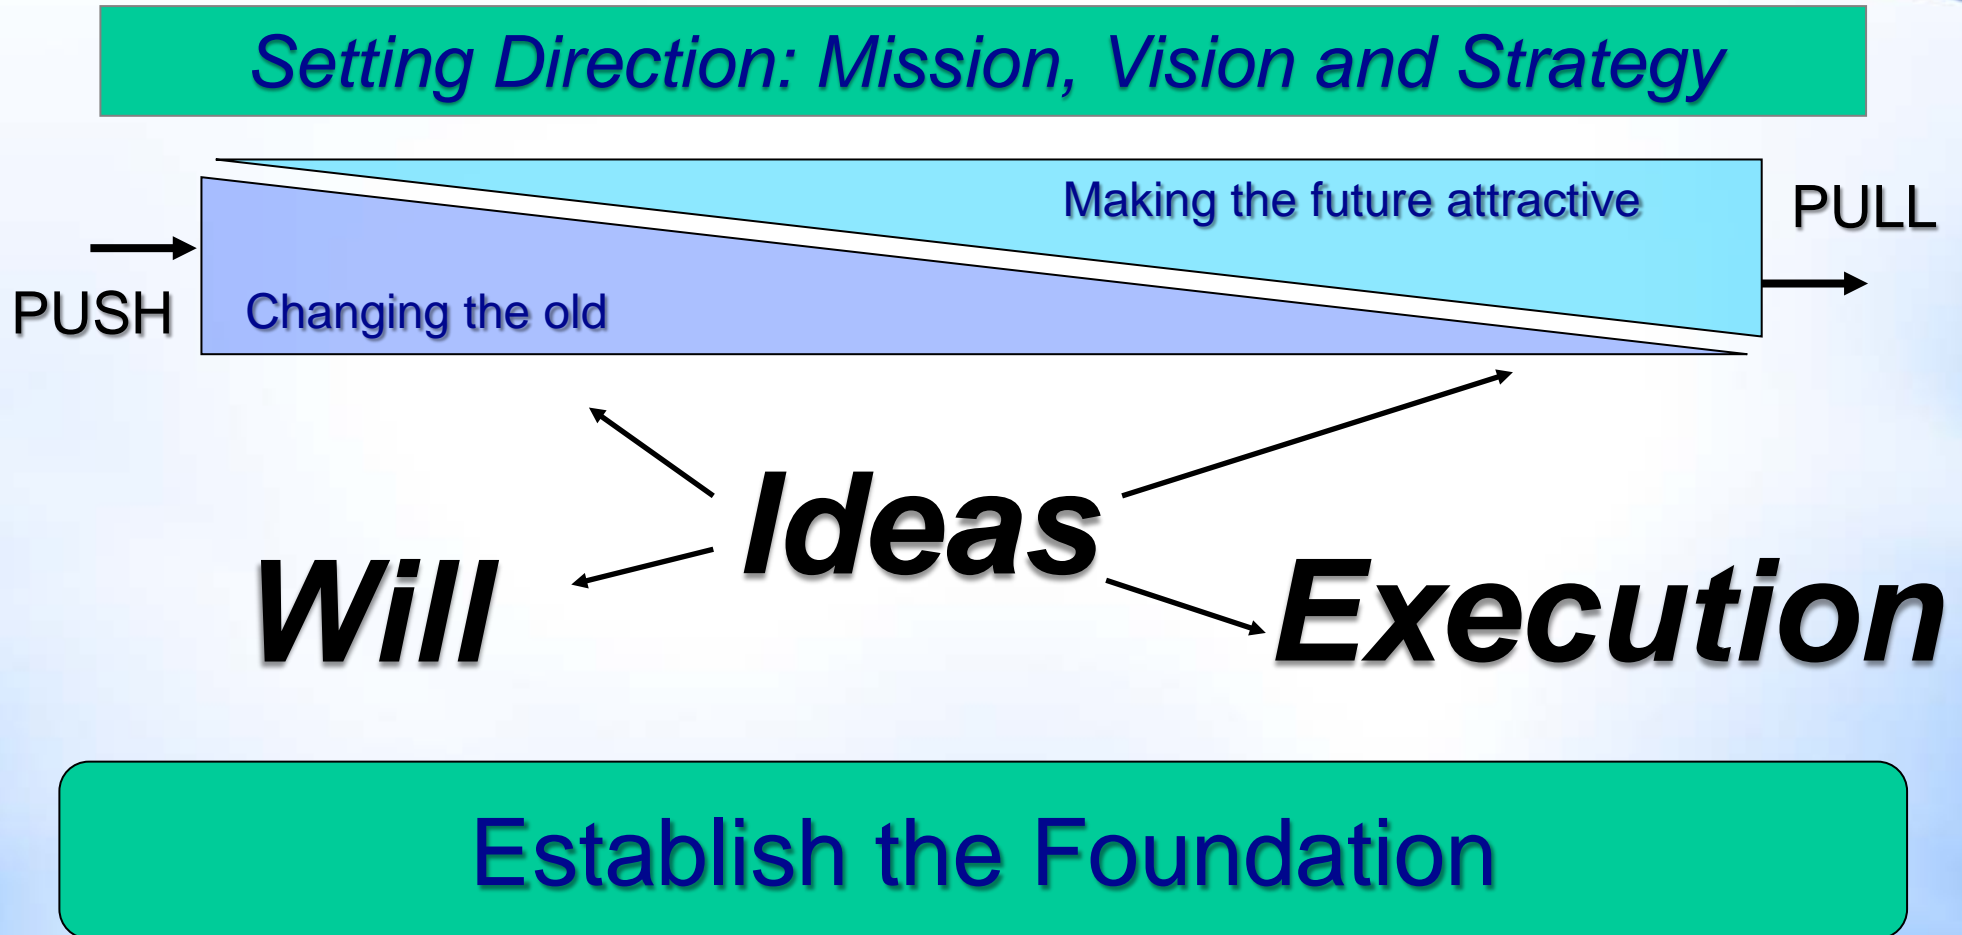 Setting Direction: Mission, Vision and Strategy
Making the future attractive
PULL
PUSH
Changing the old
Ideas
Will
Execution
Establish the Foundation